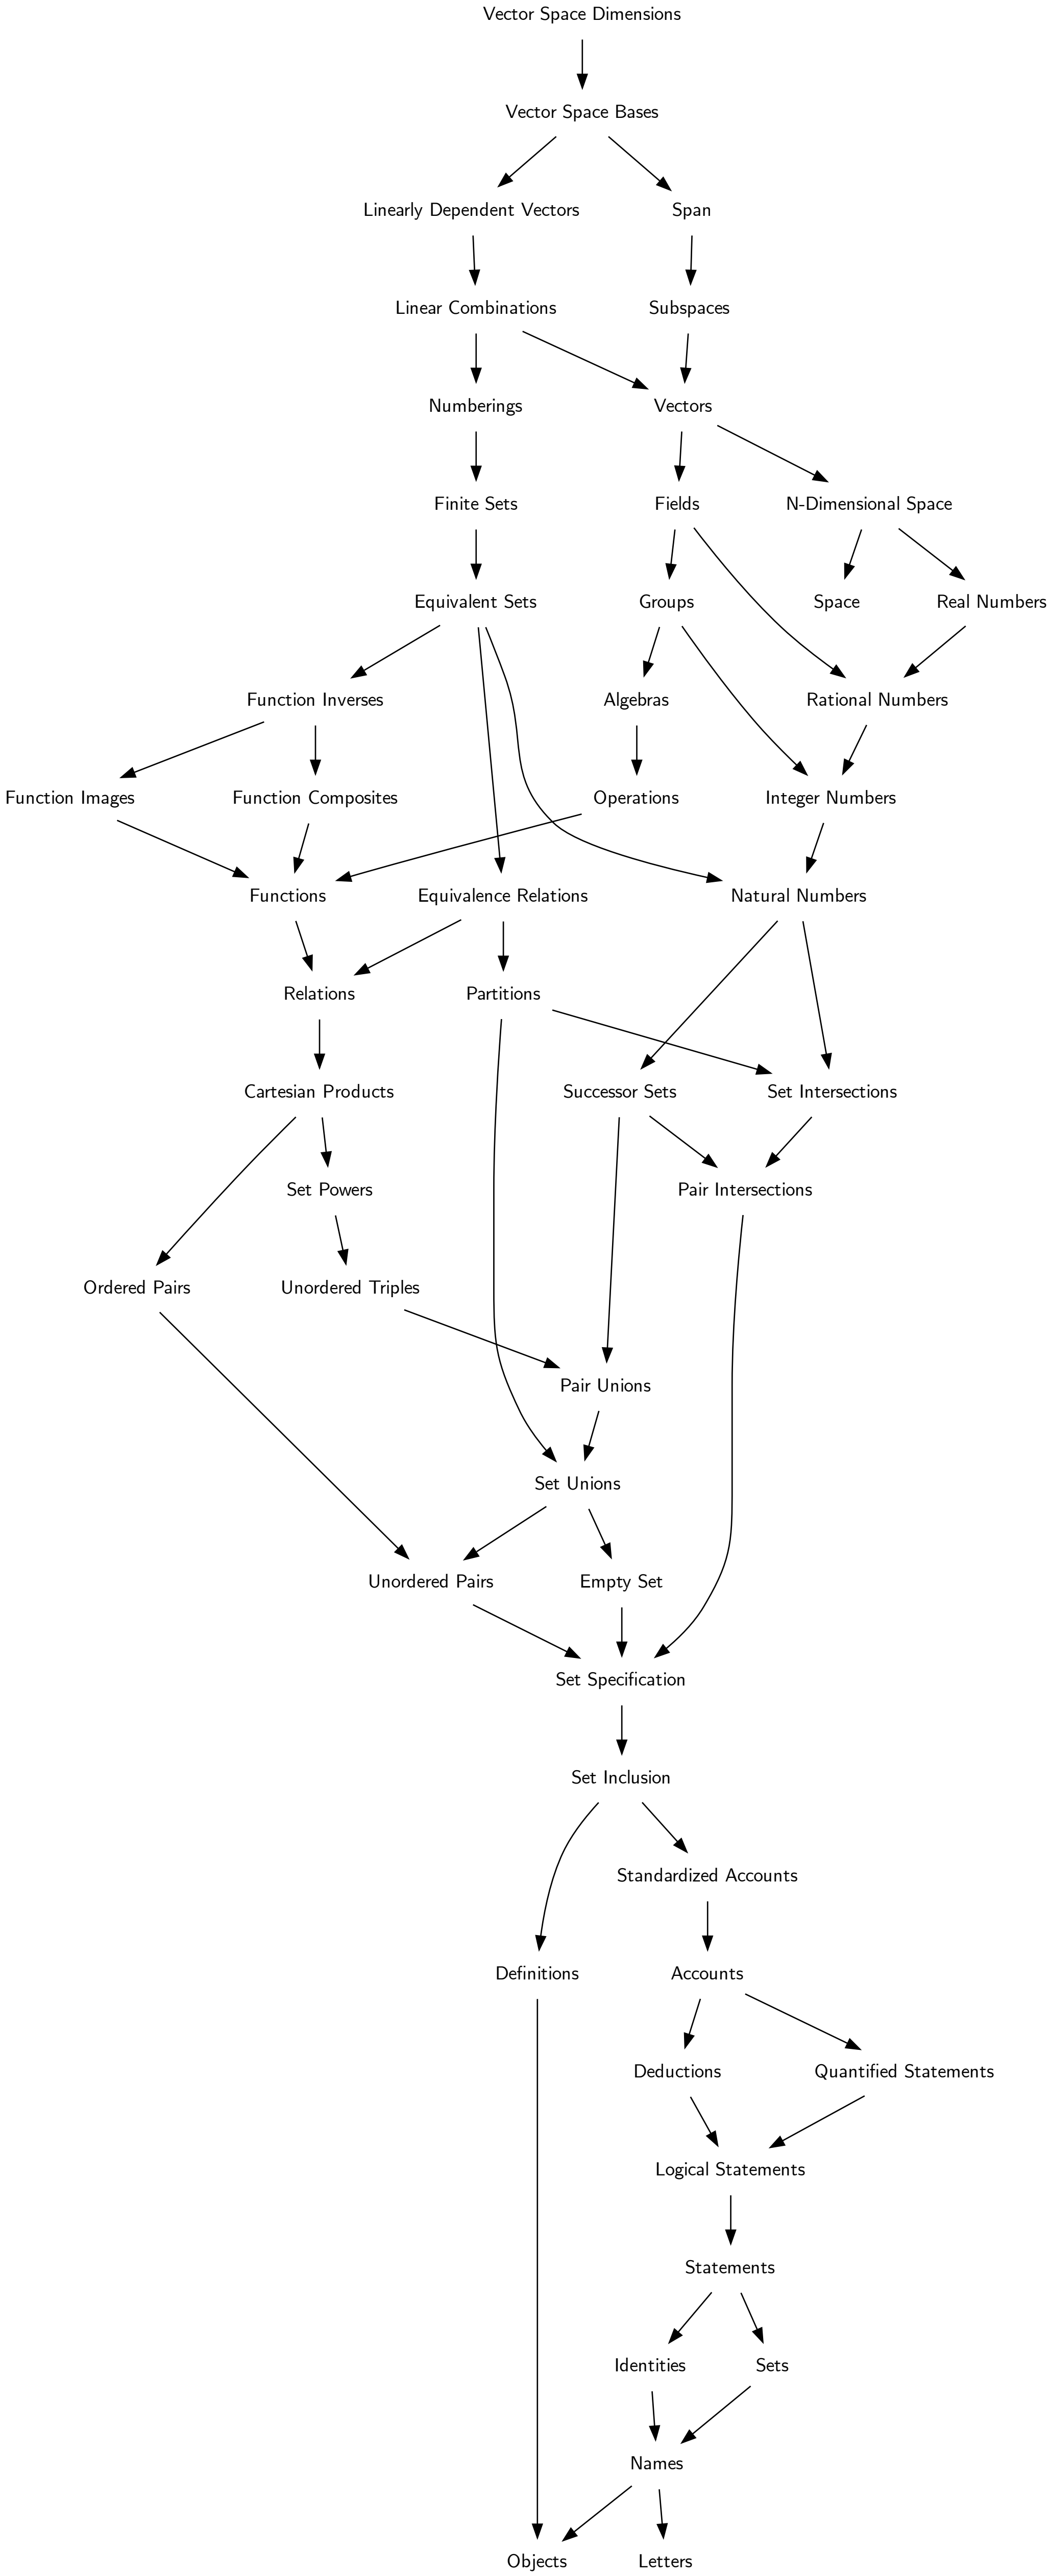 Vector Space Dimensions
Vector Space Bases
Linearly Dependent Vectors
Span
Linear Combinations
Subspaces
Numberings
Vectors
Finite Sets
Fields
N-Dimensional Space
Equivalent Sets
Groups
Space
Real Numbers
Function Inverses
Algebras
Rational Numbers
Function Images
Function Composites
Operations
Integer Numbers
Functions
Equivalence Relations
Natural Numbers
Relations
Partitions
Cartesian Products
Successor Sets
Set Intersections
Set Powers
Pair Intersections
Ordered Pairs
Unordered Triples
Pair Unions
Set Unions
Unordered Pairs
Empty Set
Set Specification
Set Inclusion
Standardized Accounts
Definitions
Accounts
Deductions
Quantified Statements
Logical Statements
Statements
Identities
Sets
Names
Objects
Letters